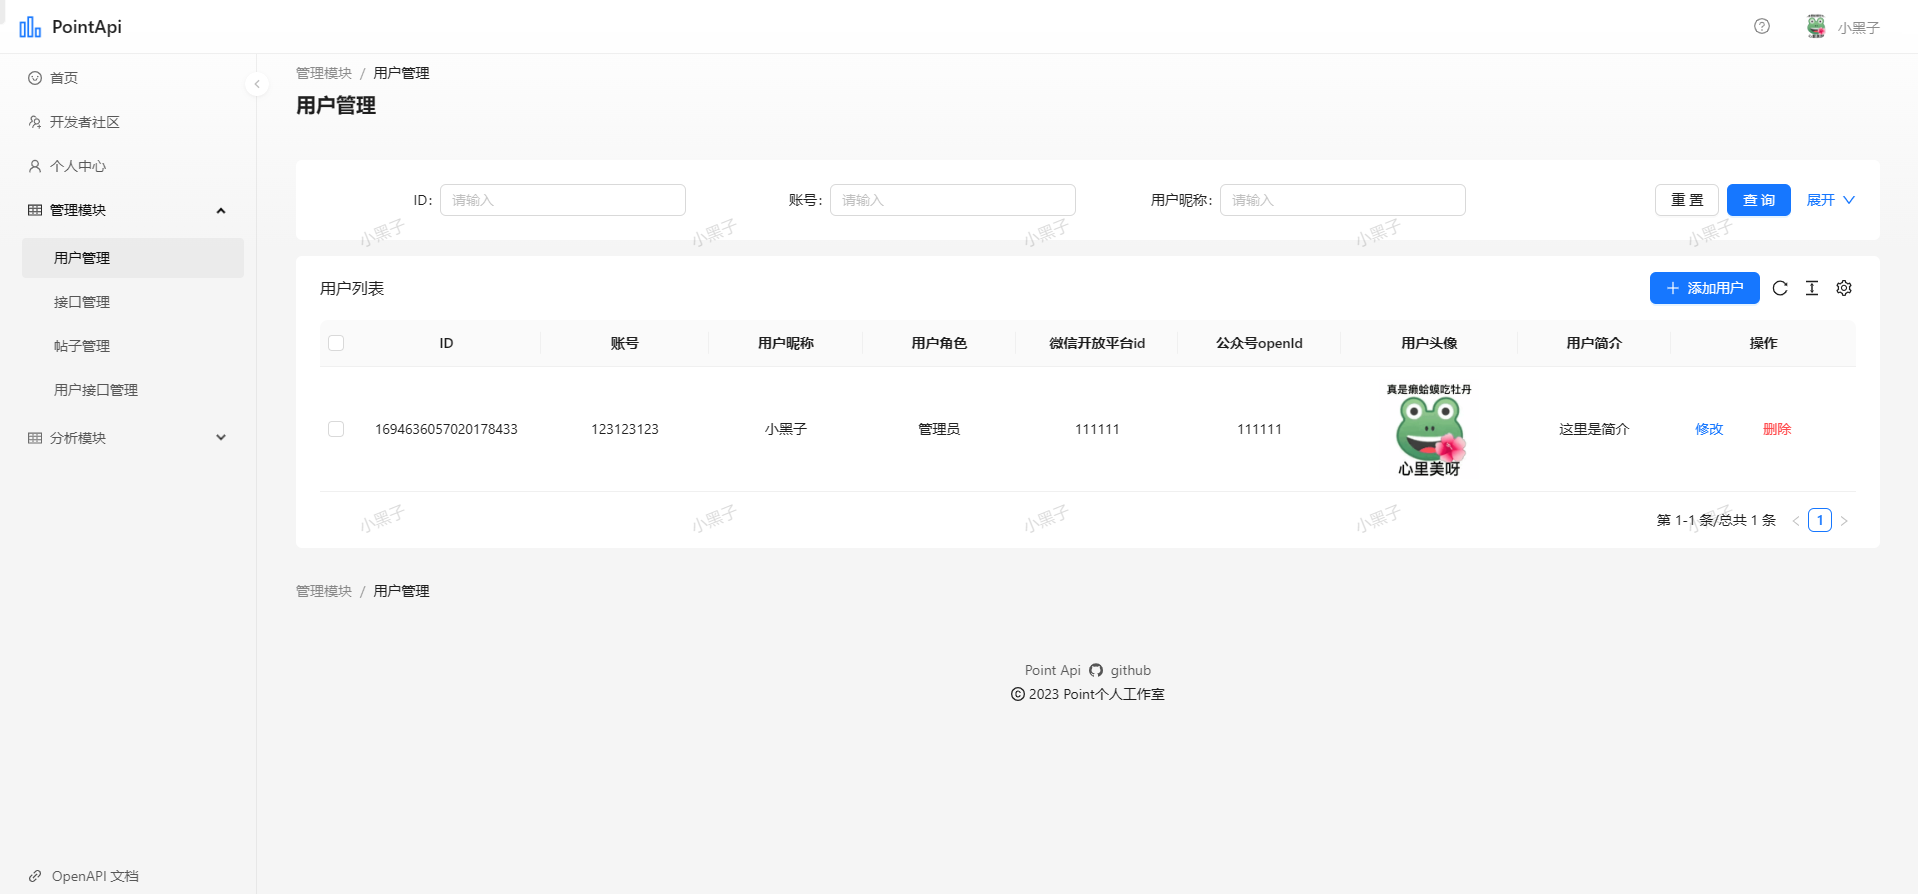 PointApi
小黑子
首页
开发者社区
个人中心
管理模块
用户管理
接口管理
帖子管理
用户接口管理
分析模块
OpenAPI 文档
管理模块 / 用户管理
用户管理
ID: 请输入 账号: 请输入 用户昵称: 请输入 重 置 查 询 展开
小黑子 小黑子 小黑子 小黑子 小黑子
用户列表 添加用户
ID 账号 用户昵称 用户角色 微信开放平台id 公众号openId 用户头像 用户简介 操作
真是癞蛤蟆吃牡丹
1694636057020178433 123123123 小黑子 管理员 111111 111111 这里是简介 修改 删除
心里美呀
小黑子 小黑子 小黑子 小黑子 小黑子
第 1-1 条/总共 1 条 < 1 >
管理模块 / 用户管理
Point Api github
© 2023 Point个人工作室